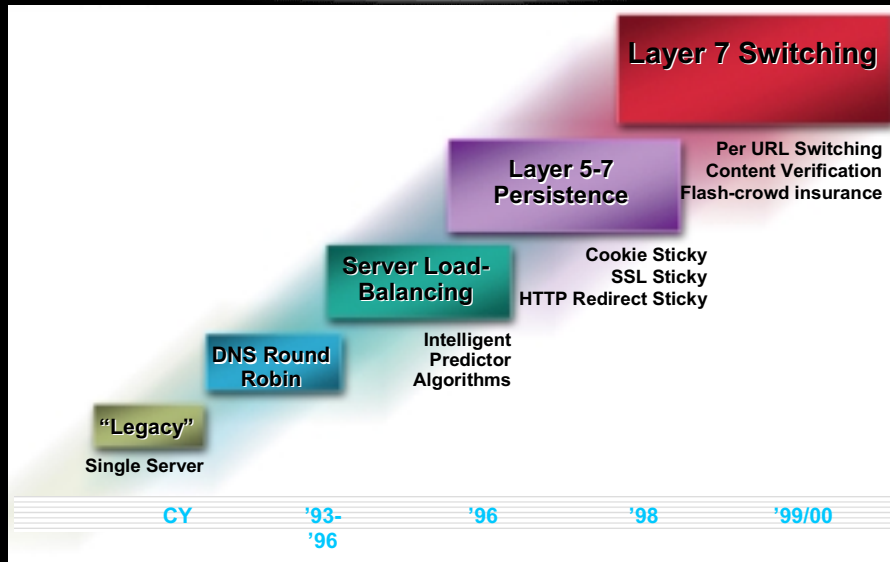 Layer 7 Switching
Per URL Switching
Content Verification
Flash-crowd insurance
Layer 5-7
Persistence
Cookie Sticky
SSL Sticky
HTTP Redirect Sticky
Server Load-
Balancing
Intelligent
Predictor
Algorithms
DNS Round
Robin
“Legacy”
Single Server
CY ’93- ’96 ’98 ’99/00
’96